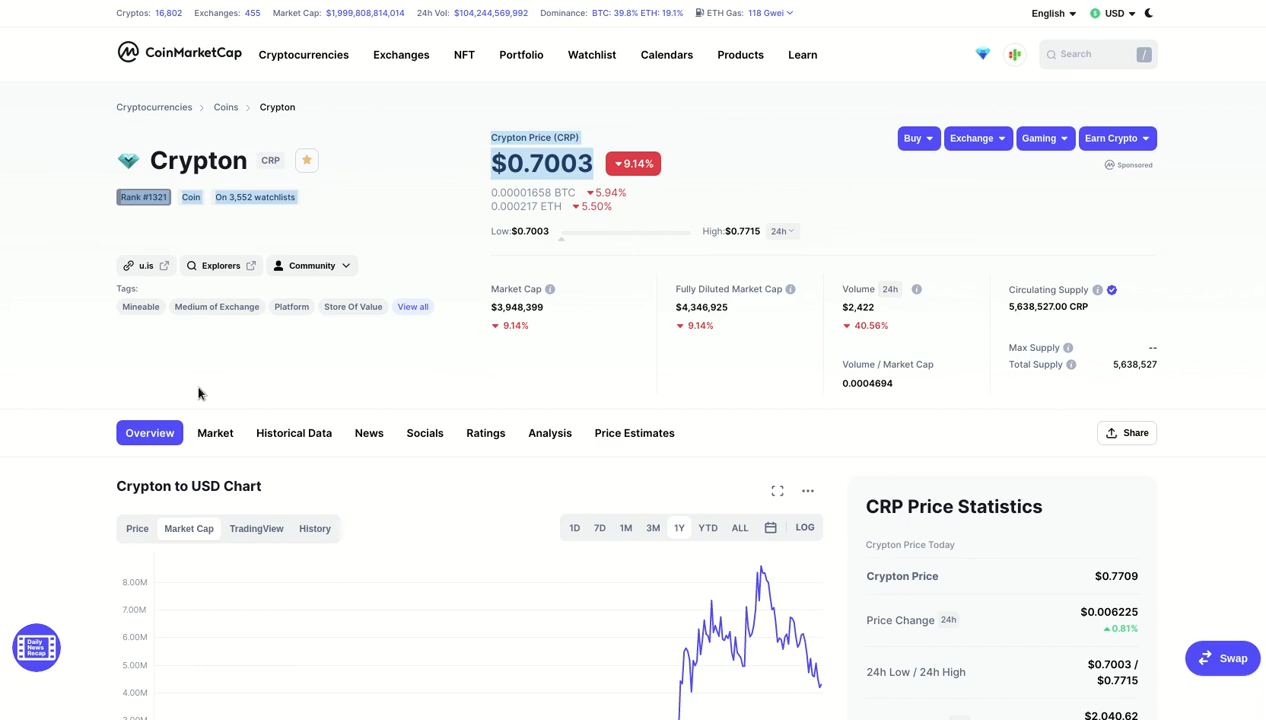 Cryptos: 16,802 Exchanges: 455 Market Cap: $1,999,808,814,014 24h Vol: $104,244,569,992 Dominance: BTC: 39.8% ETH: 19.1% ETH Gas: 118 Gwei English USD
CoinMarketCap Cryptocurrencies Exchanges NFT Portfolio Watchlist Calendars Products Learn Search /
Cryptocurrencies Coins Crypton
Crypton CRP
Rank #1321 Coin On 3,552 watchlists
u.is Explorers Community
Tags:
Mineable Medium of Exchange Platform Store Of Value View all
Crypton Price (CRP)
$0.7003 9.14%
0.00001658 BTC 5.94%
0.000217 ETH 5.50%
Low:$0.7003 High:$0.7715 24h
Buy Exchange Gaming Earn Crypto
Sponsored
Market Cap
$3,948,399
9.14%
Fully Diluted Market Cap
$4,346,925
9.14%
Volume 24h
$2,422
40.56%
Volume / Market Cap
0.0004694
Circulating Supply
5,638,527.00 CRP
Max Supply --
Total Supply 5,638,527
Overview Market Historical Data News Socials Ratings Analysis Price Estimates Share
Crypton to USD Chart
Price Market Cap TradingView History 1D 7D 1M 3M 1Y YTD ALL LOG
8.00M
7.00M
6.00M
5.00M
4.00M
3.00M
CRP Price Statistics
Crypton Price Today
Crypton Price $0.7709
Price Change 24h $0.006225
0.81%
24h Low / 24h High $0.7003 /
$0.7715
$2,040.62
Daily
News
Recap
Swap